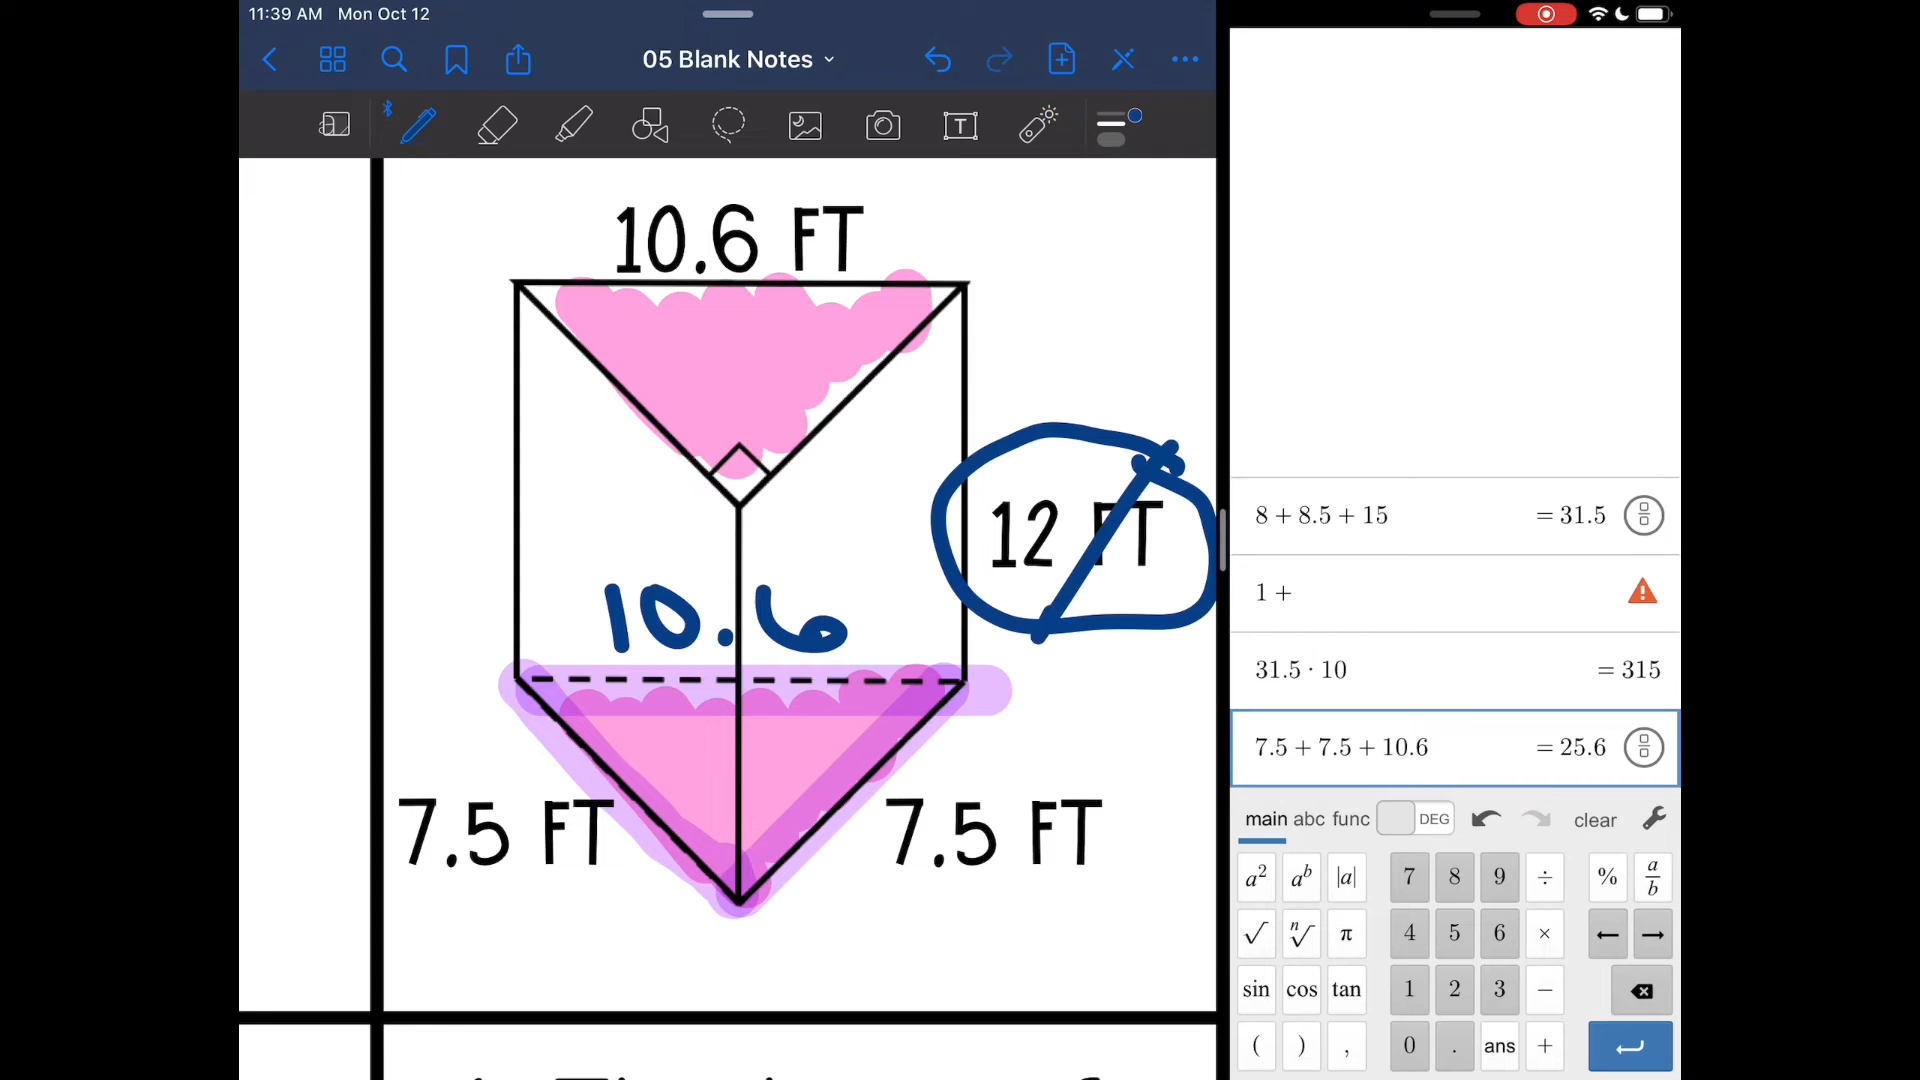 11:39 AM Mon Oct 12
05 Blank Notes
T
10.6 FT
12 FT
10.6
7.5 FT 7.5 FT
8 + 8.5 + 15 = 31.5
1 +
31.5 · 10 = 315
7.5 + 7.5 + 10.6 = 25.6
main abc func DEG clear
a² aᵇ |a| 7 8 9 ÷ % a/b
√ ⁿ√ π 4 5 6 × ← →
sin cos tan 1 2 3 −
( ) , 0 . ans +